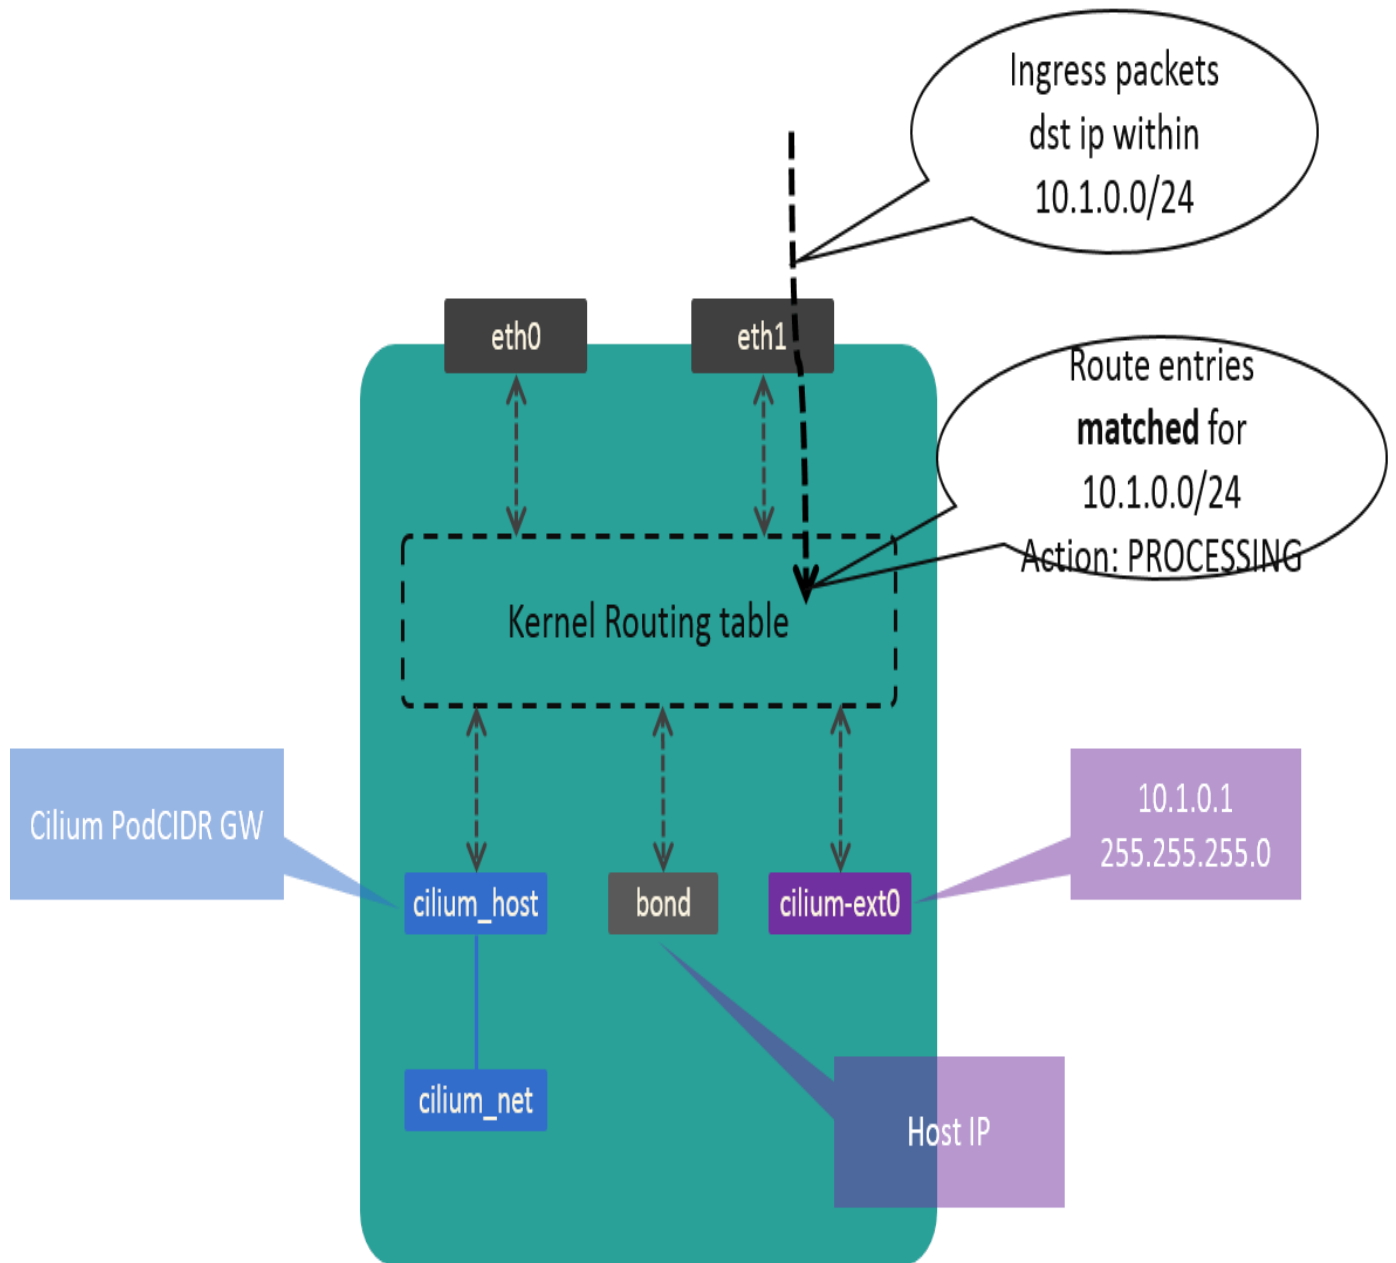 Ingress packets
dst ip within
10.1.0.0/24
eth0
eth1
Route entries
matched for
10.1.0.0/24
Action: PROCESSING
Kernel Routing table
Cilium PodCIDR GW
10.1.0.1
255.255.255.0
cilium_host
bond
cilium-ext0
cilium_net
Host IP